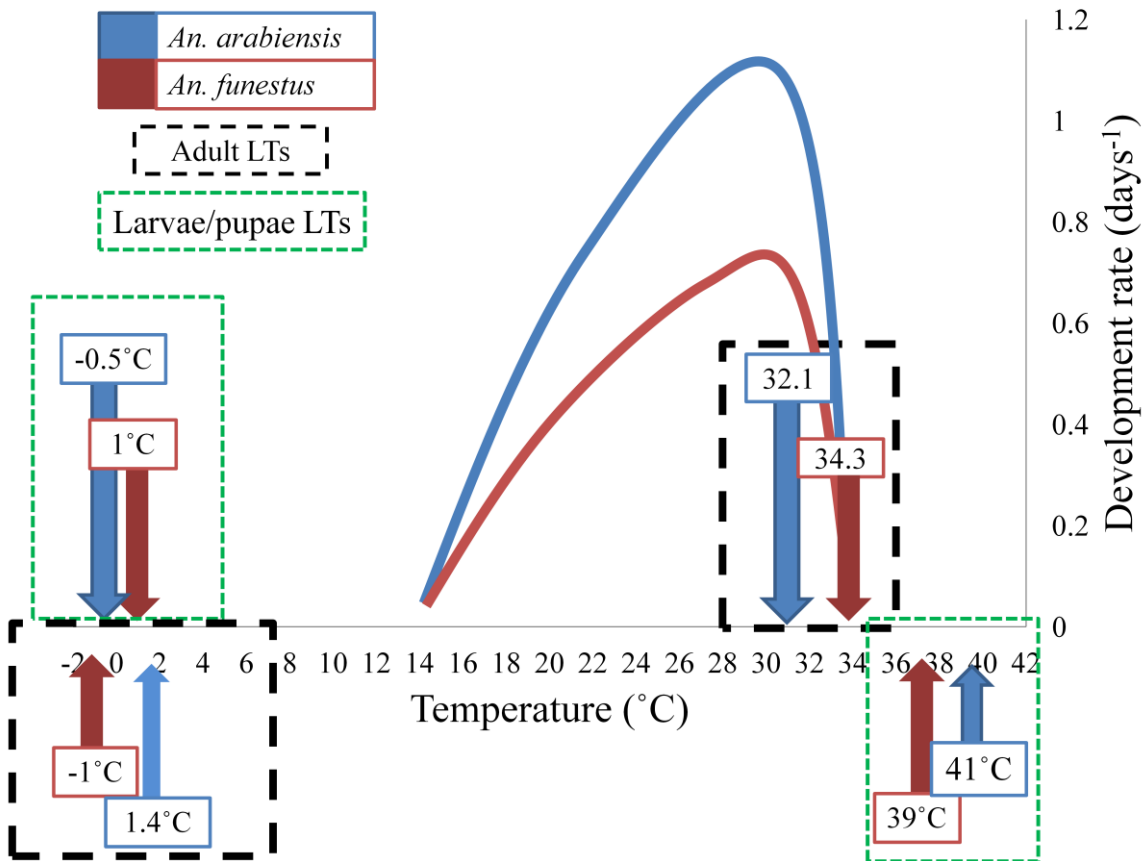 An. arabiensis
An. funestus
Adult LTs
Larvae/pupae LTs
1.2
1
0.8
0.6
0.4
0.2
0
Development rate (days-1)
-0.5˚C
1˚C
32.1
34.3
-2 0 2 4 6 8 10 12 14 16 18 20 22 24 26 28 30 32 34 36 38 40 42
Temperature (˚C)
-1˚C
1.4˚C
41˚C
39˚C